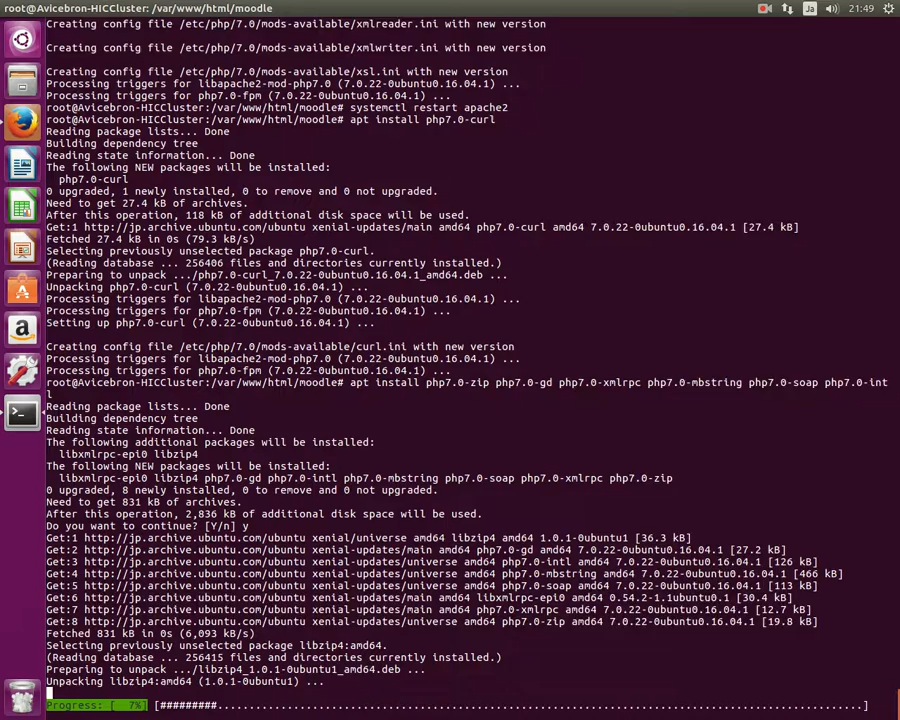 root@Avicebron-HICCluster: /var/www/html/moodle
Ja
21:49
Creating config file /etc/php/7.0/mods-available/xmlreader.ini with new version
Creating config file /etc/php/7.0/mods-available/xmlwriter.ini with new version
Creating config file /etc/php/7.0/mods-available/xsl.ini with new version
Processing triggers for libapache2-mod-php7.0 (7.0.22-0ubuntu0.16.04.1) ...
Processing triggers for php7.0-fpm (7.0.22-0ubuntu0.16.04.1) ...
root@Avicebron-HICCluster:/var/www/html/moodle# systemctl restart apache2
root@Avicebron-HICCluster:/var/www/html/moodle# apt install php7.0-curl
Reading package lists... Done
Building dependency tree
Reading state information... Done
The following NEW packages will be installed:
  php7.0-curl
0 upgraded, 1 newly installed, 0 to remove and 0 not upgraded.
Need to get 27.4 kB of archives.
After this operation, 118 kB of additional disk space will be used.
Get:1 http://jp.archive.ubuntu.com/ubuntu xenial-updates/main amd64 php7.0-curl amd64 7.0.22-0ubuntu0.16.04.1 [27.4 kB]
Fetched 27.4 kB in 0s (79.3 kB/s)
Selecting previously unselected package php7.0-curl.
(Reading database ... 256406 files and directories currently installed.)
Preparing to unpack .../php7.0-curl_7.0.22-0ubuntu0.16.04.1_amd64.deb ...
Unpacking php7.0-curl (7.0.22-0ubuntu0.16.04.1) ...
Processing triggers for libapache2-mod-php7.0 (7.0.22-0ubuntu0.16.04.1) ...
Processing triggers for php7.0-fpm (7.0.22-0ubuntu0.16.04.1) ...
Setting up php7.0-curl (7.0.22-0ubuntu0.16.04.1) ...
Creating config file /etc/php/7.0/mods-available/curl.ini with new version
Processing triggers for libapache2-mod-php7.0 (7.0.22-0ubuntu0.16.04.1) ...
Processing triggers for php7.0-fpm (7.0.22-0ubuntu0.16.04.1) ...
root@Avicebron-HICCluster:/var/www/html/moodle# apt install php7.0-zip php7.0-gd php7.0-xmlrpc php7.0-mbstring php7.0-soap php7.0-int
l
Reading package lists... Done
Building dependency tree
Reading state information... Done
The following additional packages will be installed:
  libxmlrpc-epi0 libzip4
The following NEW packages will be installed:
  libxmlrpc-epi0 libzip4 php7.0-gd php7.0-intl php7.0-mbstring php7.0-soap php7.0-xmlrpc php7.0-zip
0 upgraded, 8 newly installed, 0 to remove and 0 not upgraded.
Need to get 831 kB of archives.
After this operation, 2,836 kB of additional disk space will be used.
Do you want to continue? [Y/n] y
Get:1 http://jp.archive.ubuntu.com/ubuntu xenial/universe amd64 libzip4 amd64 1.0.1-0ubuntu1 [36.3 kB]
Get:2 http://jp.archive.ubuntu.com/ubuntu xenial-updates/main amd64 php7.0-gd amd64 7.0.22-0ubuntu0.16.04.1 [27.2 kB]
Get:3 http://jp.archive.ubuntu.com/ubuntu xenial-updates/universe amd64 php7.0-intl amd64 7.0.22-0ubuntu0.16.04.1 [126 kB]
Get:4 http://jp.archive.ubuntu.com/ubuntu xenial-updates/universe amd64 php7.0-mbstring amd64 7.0.22-0ubuntu0.16.04.1 [466 kB]
Get:5 http://jp.archive.ubuntu.com/ubuntu xenial-updates/universe amd64 php7.0-soap amd64 7.0.22-0ubuntu0.16.04.1 [113 kB]
Get:6 http://jp.archive.ubuntu.com/ubuntu xenial-updates/main amd64 libxmlrpc-epi0 amd64 0.54.2-1.1ubuntu0.1 [30.4 kB]
Get:7 http://jp.archive.ubuntu.com/ubuntu xenial-updates/main amd64 php7.0-xmlrpc amd64 7.0.22-0ubuntu0.16.04.1 [12.7 kB]
Get:8 http://jp.archive.ubuntu.com/ubuntu xenial-updates/universe amd64 php7.0-zip amd64 7.0.22-0ubuntu0.16.04.1 [19.8 kB]
Fetched 831 kB in 0s (6,093 kB/s)
Selecting previously unselected package libzip4:amd64.
(Reading database ... 256415 files and directories currently installed.)
Preparing to unpack .../libzip4_1.0.1-0ubuntu1_amd64.deb ...
Unpacking libzip4:amd64 (1.0.1-0ubuntu1) ...
Progress: [  7%] [#########.......................................................................................................]